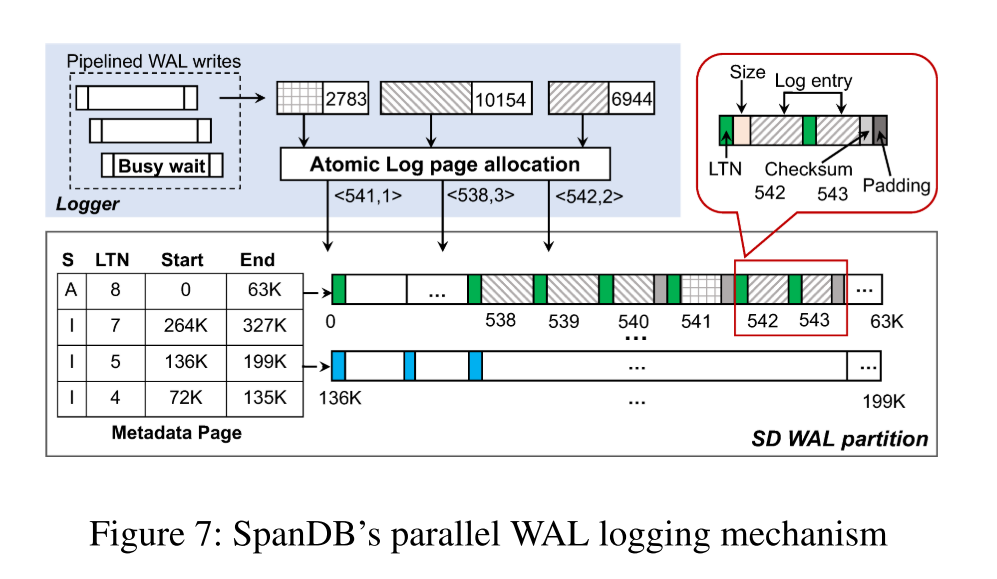 Pipelined WAL writes
Busy wait
2783
10154
6944
Atomic Log page allocation
<541,1>
<538,3>
<542,2>
Logger
Size
Log entry
LTN
Checksum
542
543
Padding
S LTN Start End
A 8 0 63K
I 7 264K 327K
I 5 136K 199K
I 4 72K 135K
Metadata Page
...
...
0 538 539 540 541 542 543 63K
...
...
...
136K
...
199K
SD WAL partition
Figure 7: SpanDB's parallel WAL logging mechanism